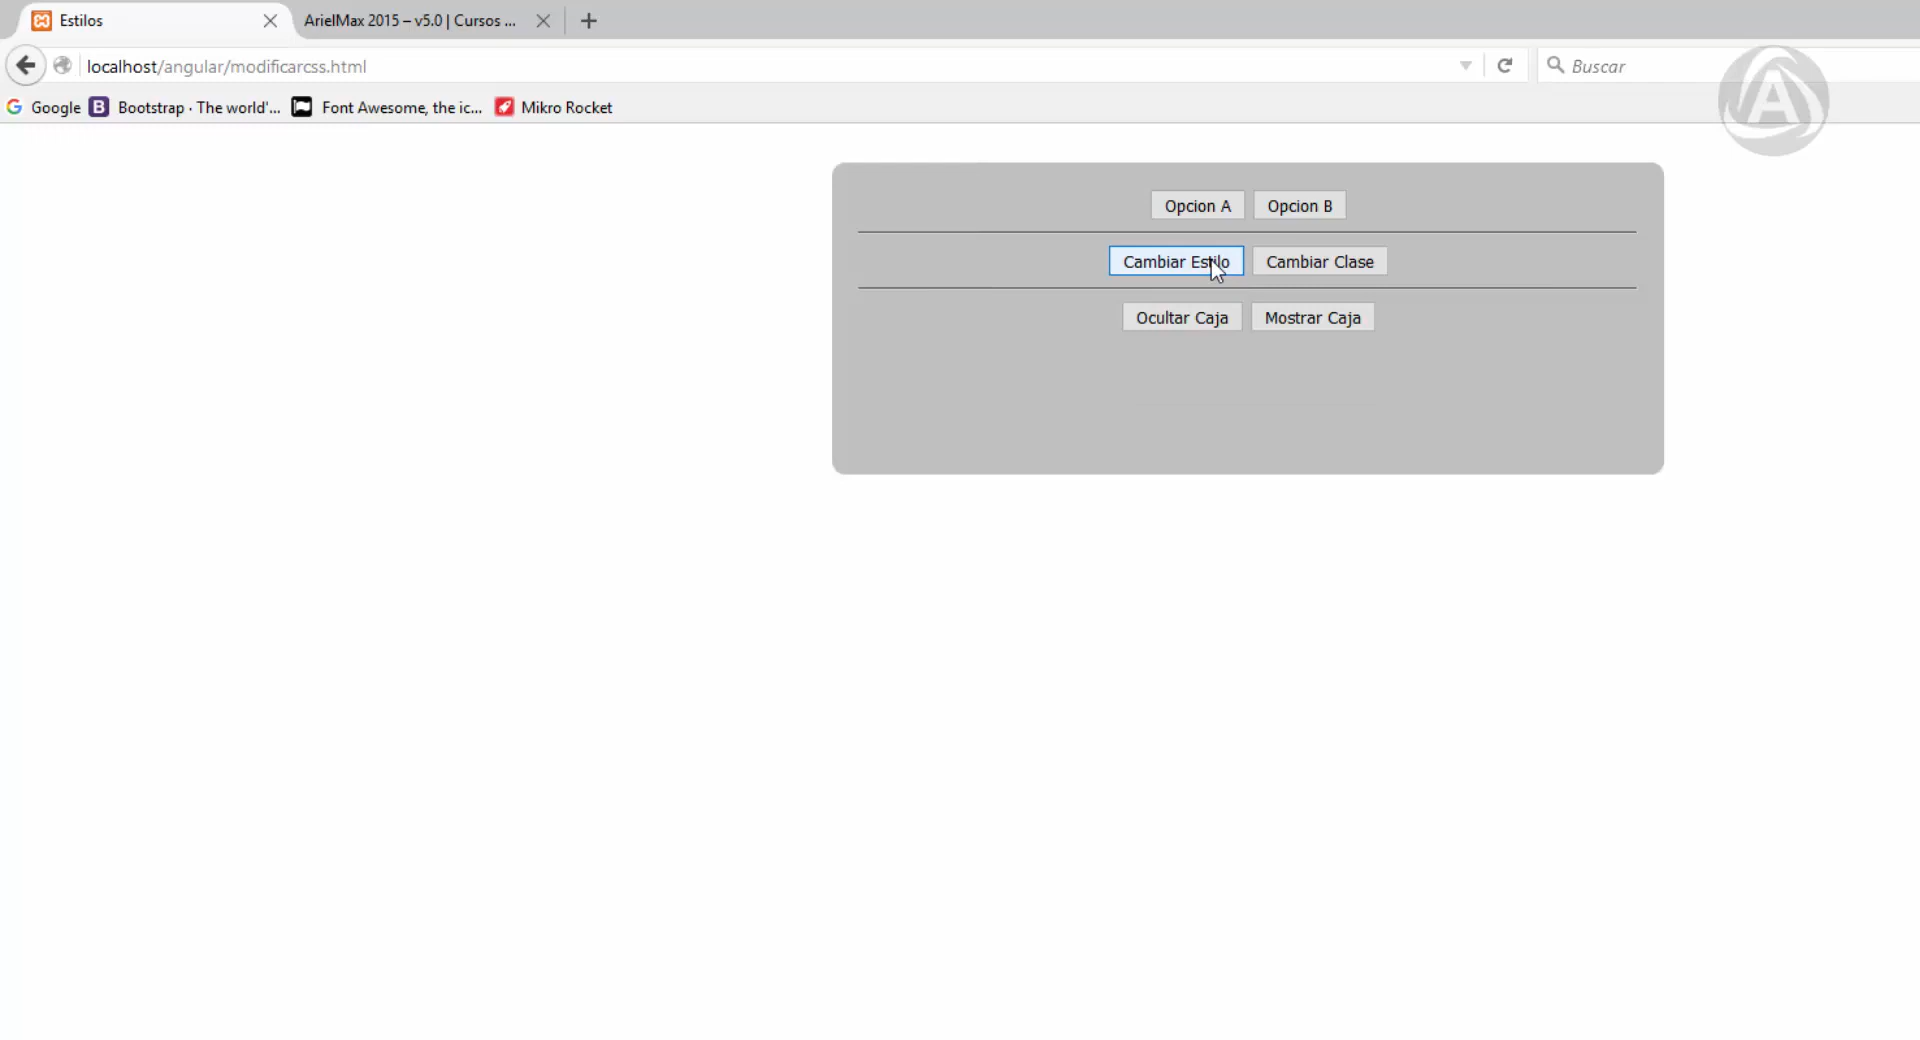 Estilos
ArielMax 2015 – v5.0 | Cursos ...
localhost/angular/modificarcss.html
Buscar
Google
Bootstrap · The world'...
Font Awesome, the ic...
Mikro Rocket
Opcion A
Opcion B
Cambiar Estilo
Cambiar Clase
Ocultar Caja
Mostrar Caja